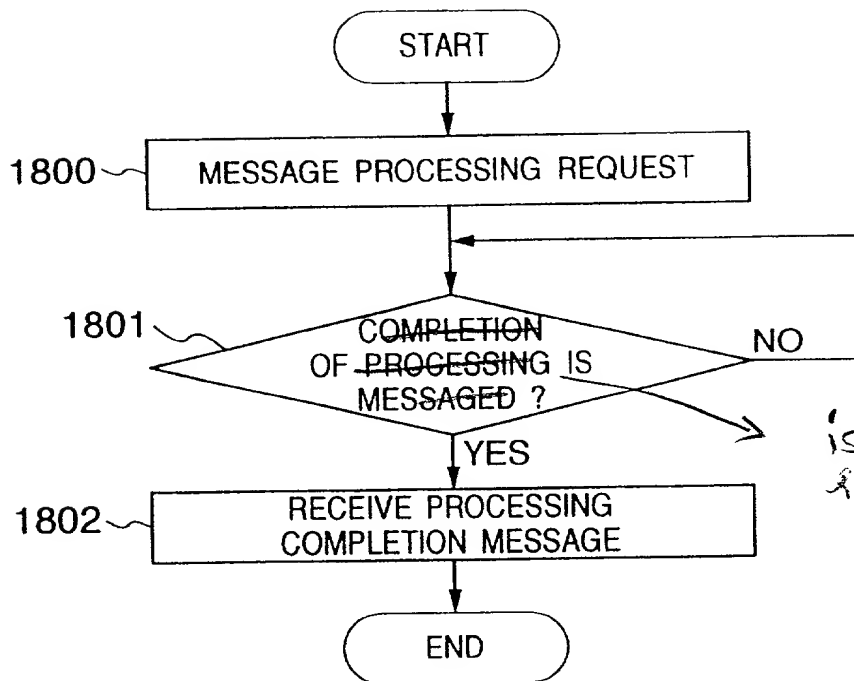 START
1800
MESSAGE PROCESSING REQUEST
1801
COMPLETION
OF PROCESSING IS
MESSAGED ?
NO
is
YES
1802
RECEIVE PROCESSING
COMPLETION MESSAGE
END